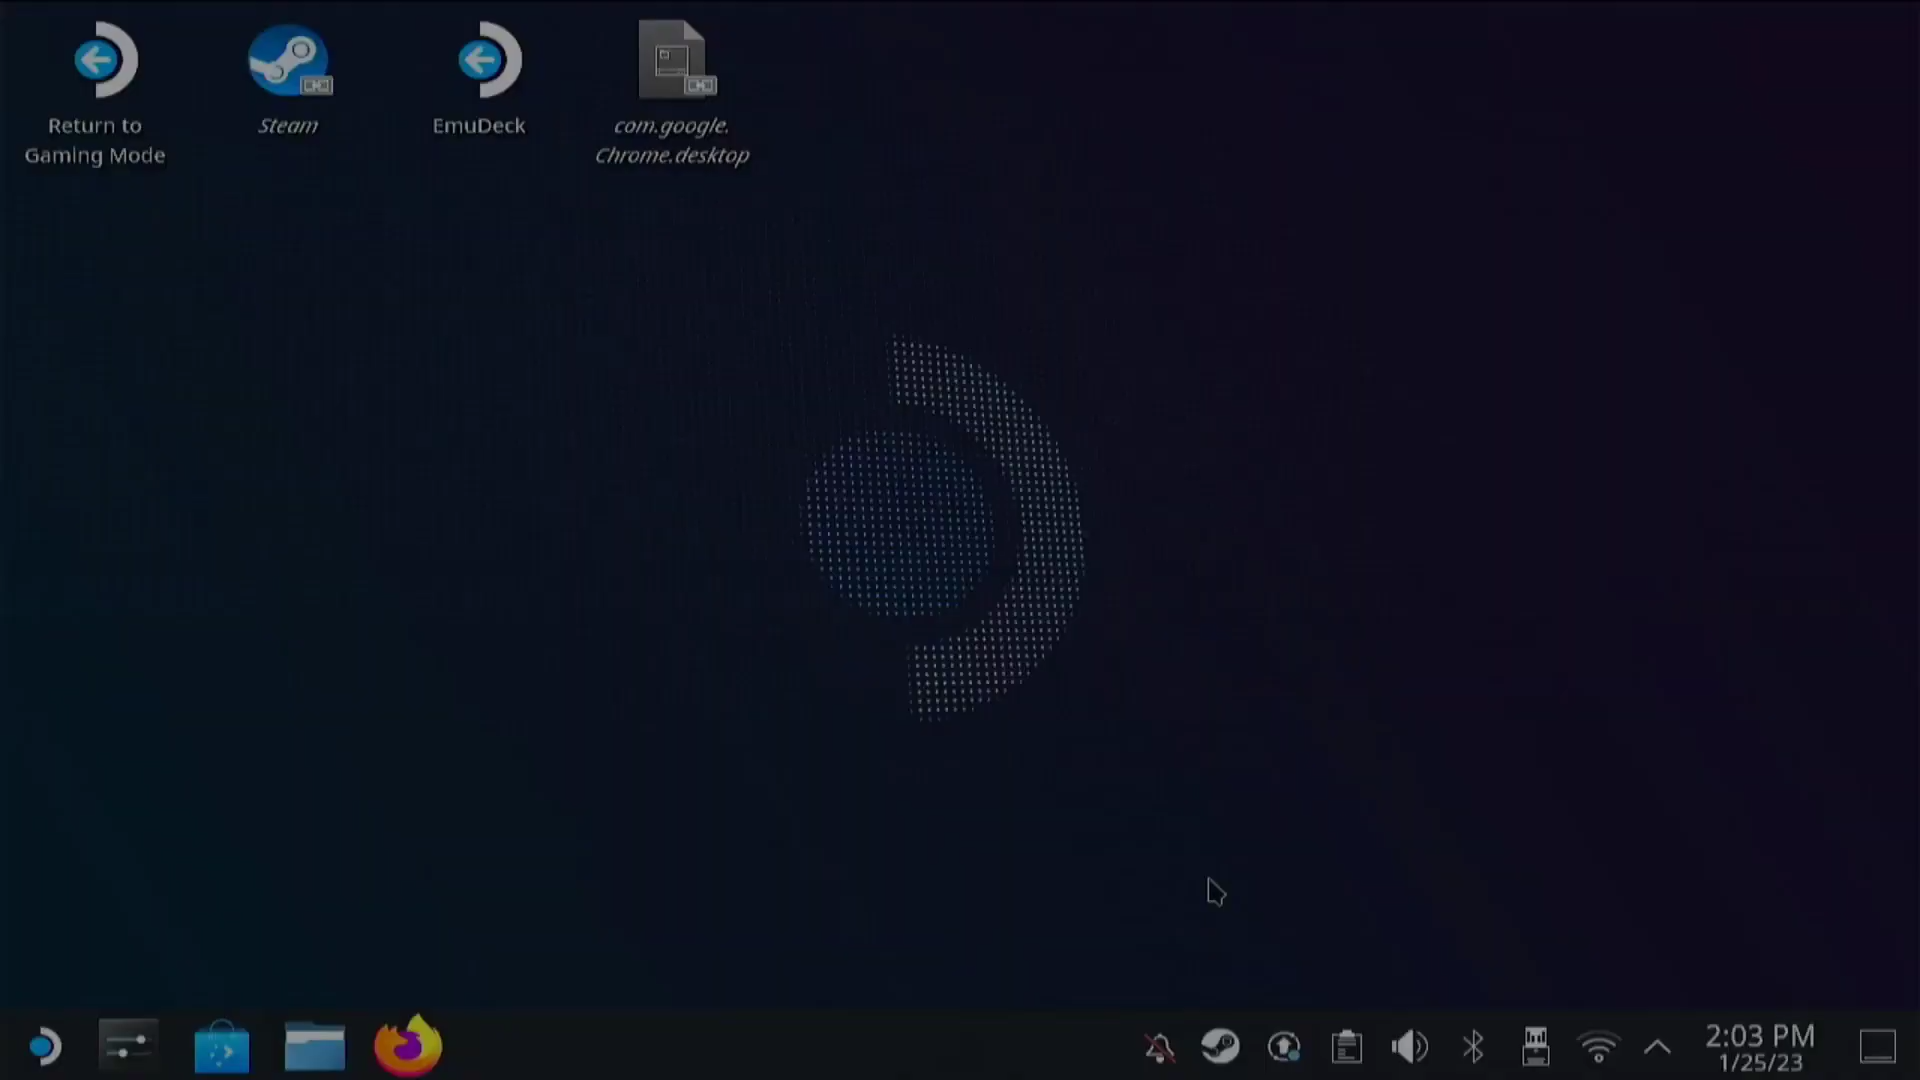 Return to
Gaming Mode
Steam
EmuDeck
com.google.
Chrome.desktop
2:03 PM
1/25/23